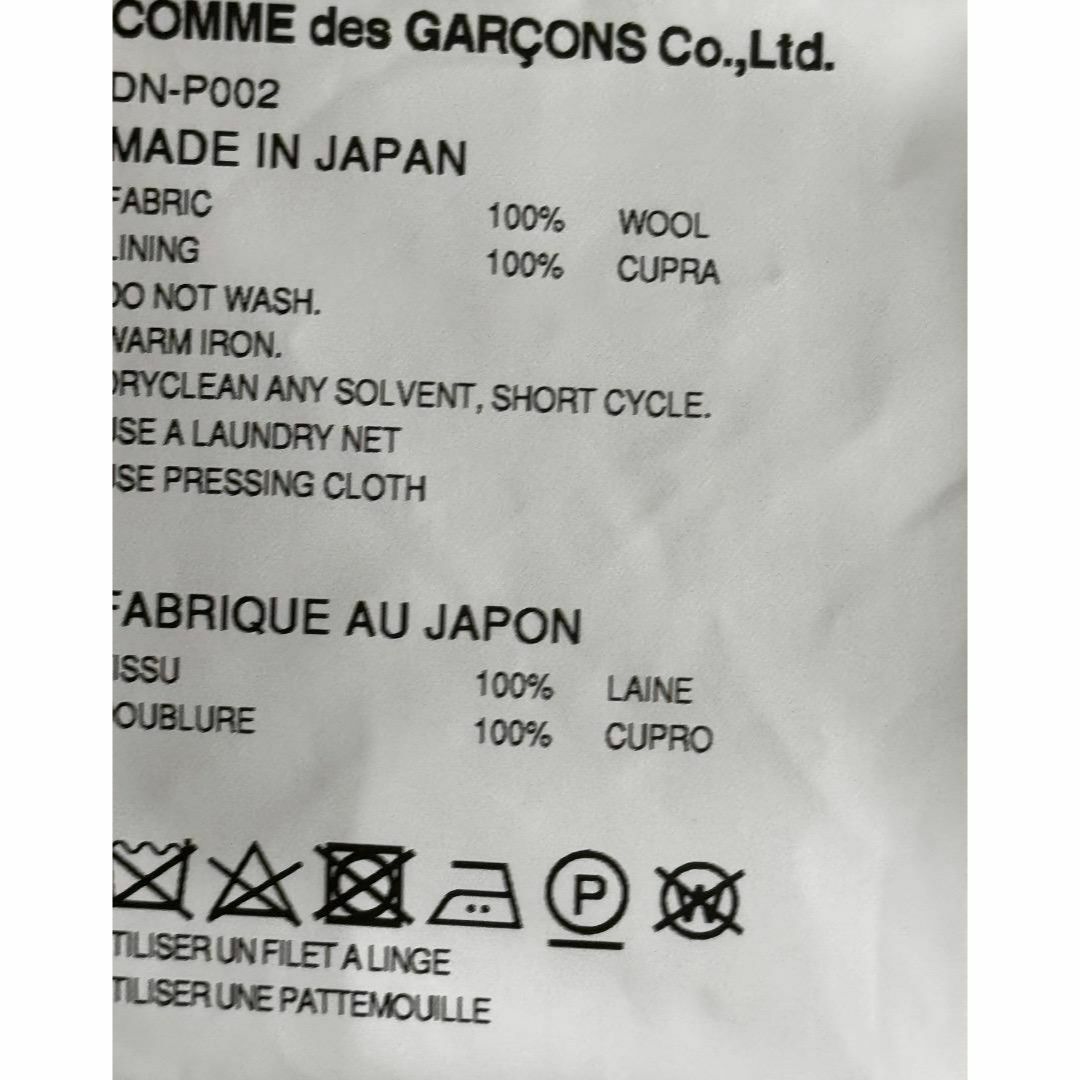 COMME des GARÇONS Co.,Ltd.
DN-P002
MADE IN JAPAN
FABRIC 100% WOOL
LINING 100% CUPRA
DO NOT WASH.
WARM IRON.
DRYCLEAN ANY SOLVENT, SHORT CYCLE.
USE A LAUNDRY NET
USE PRESSING CLOTH
FABRIQUE AU JAPON
TISSU 100% LAINE
DOUBLURE 100% CUPRO
P W
UTILISER UN FILET A LINGE
UTILISER UNE PATTEMOUILLE